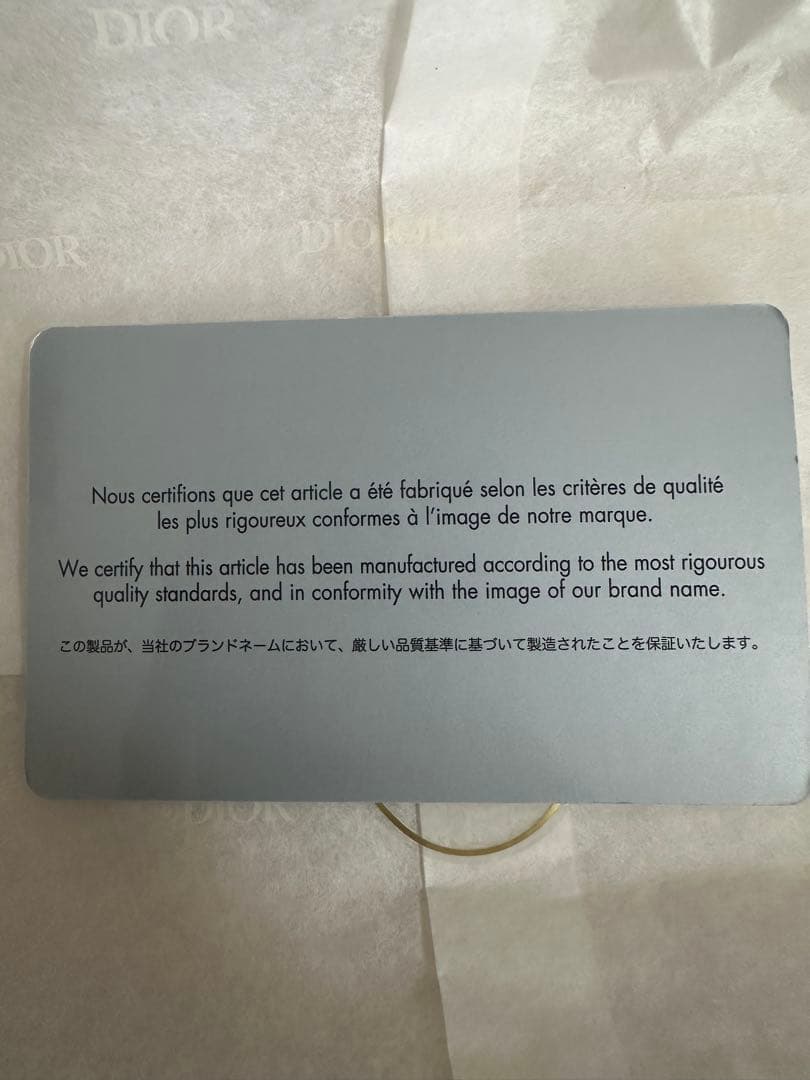 DIOR
DIOR
DIOR
Nous certifions que cet article a été fabriqué selon les critères de qualité
les plus rigoureux conformes à l'image de notre marque.
We certify that this article has been manufactured according to the most rigourous
quality standards, and in conformity with the image of our brand name.
この製品が、当社のブランドネームにおいて、厳しい品質基準に基づいて製造されたことを保証いたします。
DIOR